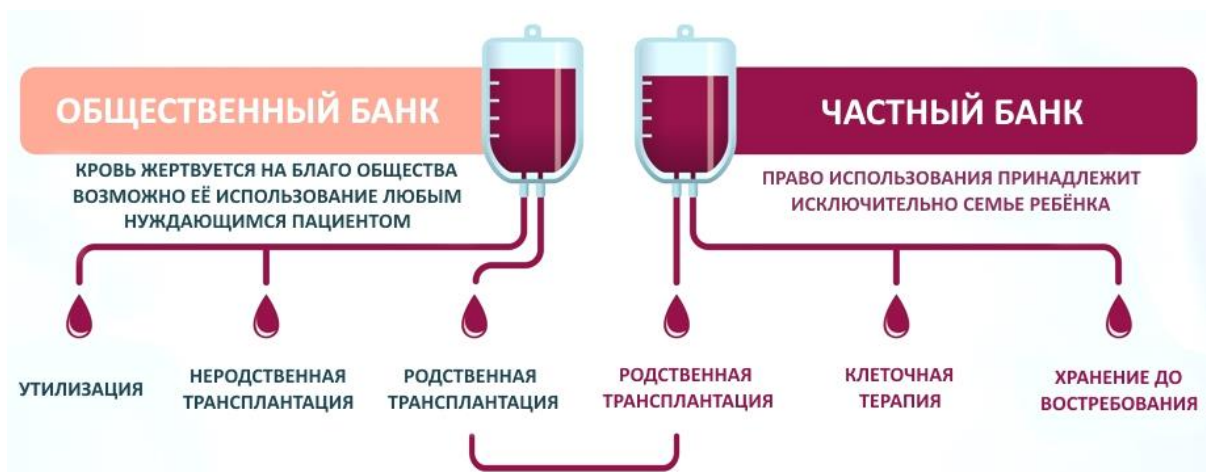 ОБЩЕСТВЕННЫЙ БАНК
КРОВЬ ЖЕРТВУЕТСЯ НА БЛАГО ОБЩЕСТВА
ВОЗМОЖНО ЕЁ ИСПОЛЬЗОВАНИЕ ЛЮБЫМ
НУЖДАЮЩИМСЯ ПАЦИЕНТОМ
ЧАСТНЫЙ БАНК
ПРАВО ИСПОЛЬЗОВАНИЯ ПРИНАДЛЕЖИТ
ИСКЛЮЧИТЕЛЬНО СЕМЬЕ РЕБЁНКА
УТИЛИЗАЦИЯ
НЕРОДСТВЕННАЯ
ТРАНСПЛАНТАЦИЯ
РОДСТВЕННАЯ
ТРАНСПЛАНТАЦИЯ
РОДСТВЕННАЯ
ТРАНСПЛАНТАЦИЯ
КЛЕТОЧНАЯ
ТЕРАПИЯ
ХРАНЕНИЕ ДО
ВОСТРЕБОВАНИЯ